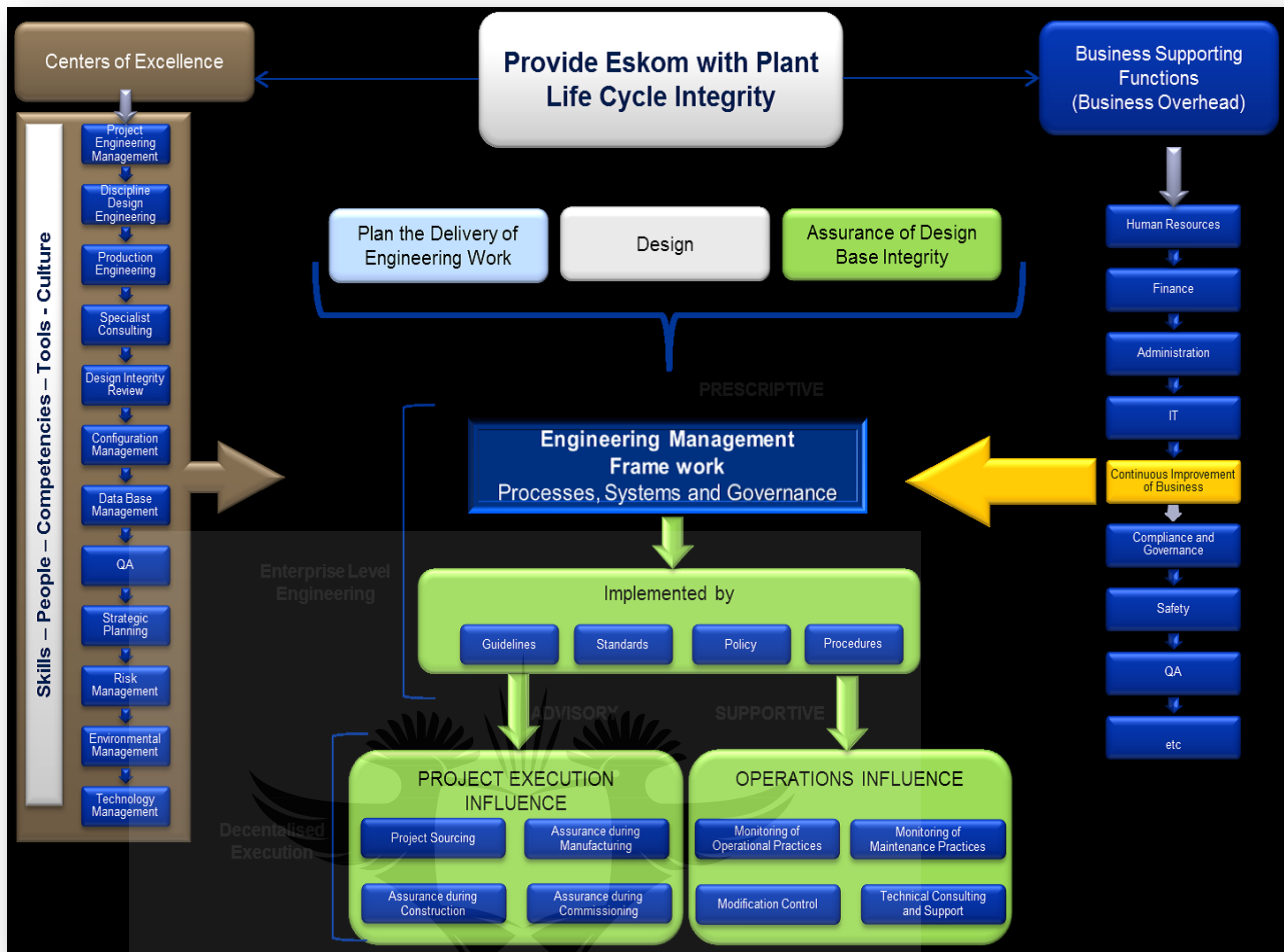 Centers of Excellence
Provide Eskom with Plant
Life Cycle Integrity
Business Supporting
Functions
(Business Overhead)
Skills – People – Competencies – Tools - Culture
Project
Engineering
Management
Discipline
Design
Engineering
Production
Engineering
Specialist
Consulting
Design Integrity
Review
Configuration
Management
Data Base
Management
QA
Strategic
Planning
Risk
Management
Environmental
Management
Technology
Management
Plan the Delivery of
Engineering Work
Design
Assurance of Design
Base Integrity
PRESCRIPTIVE
Engineering Management
Frame work
Processes, Systems and Governance
Enterprise Level
Engineering
Implemented by
Guidelines
Standards
Policy
Procedures
ADVISORY
SUPPORTIVE
Decentalised
Execution
PROJECT EXECUTION
INFLUENCE
Project Sourcing
Assurance during
Manufacturing
Assurance during
Construction
Assurance during
Commissioning
OPERATIONS INFLUENCE
Monitoring of
Operational Practices
Monitoring of
Maintenance Practices
Modification Control
Technical Consulting
and Support
Human Resources
Finance
Administration
IT
Continuous Improvement
of Business
Compliance and
Governance
Safety
QA
etc